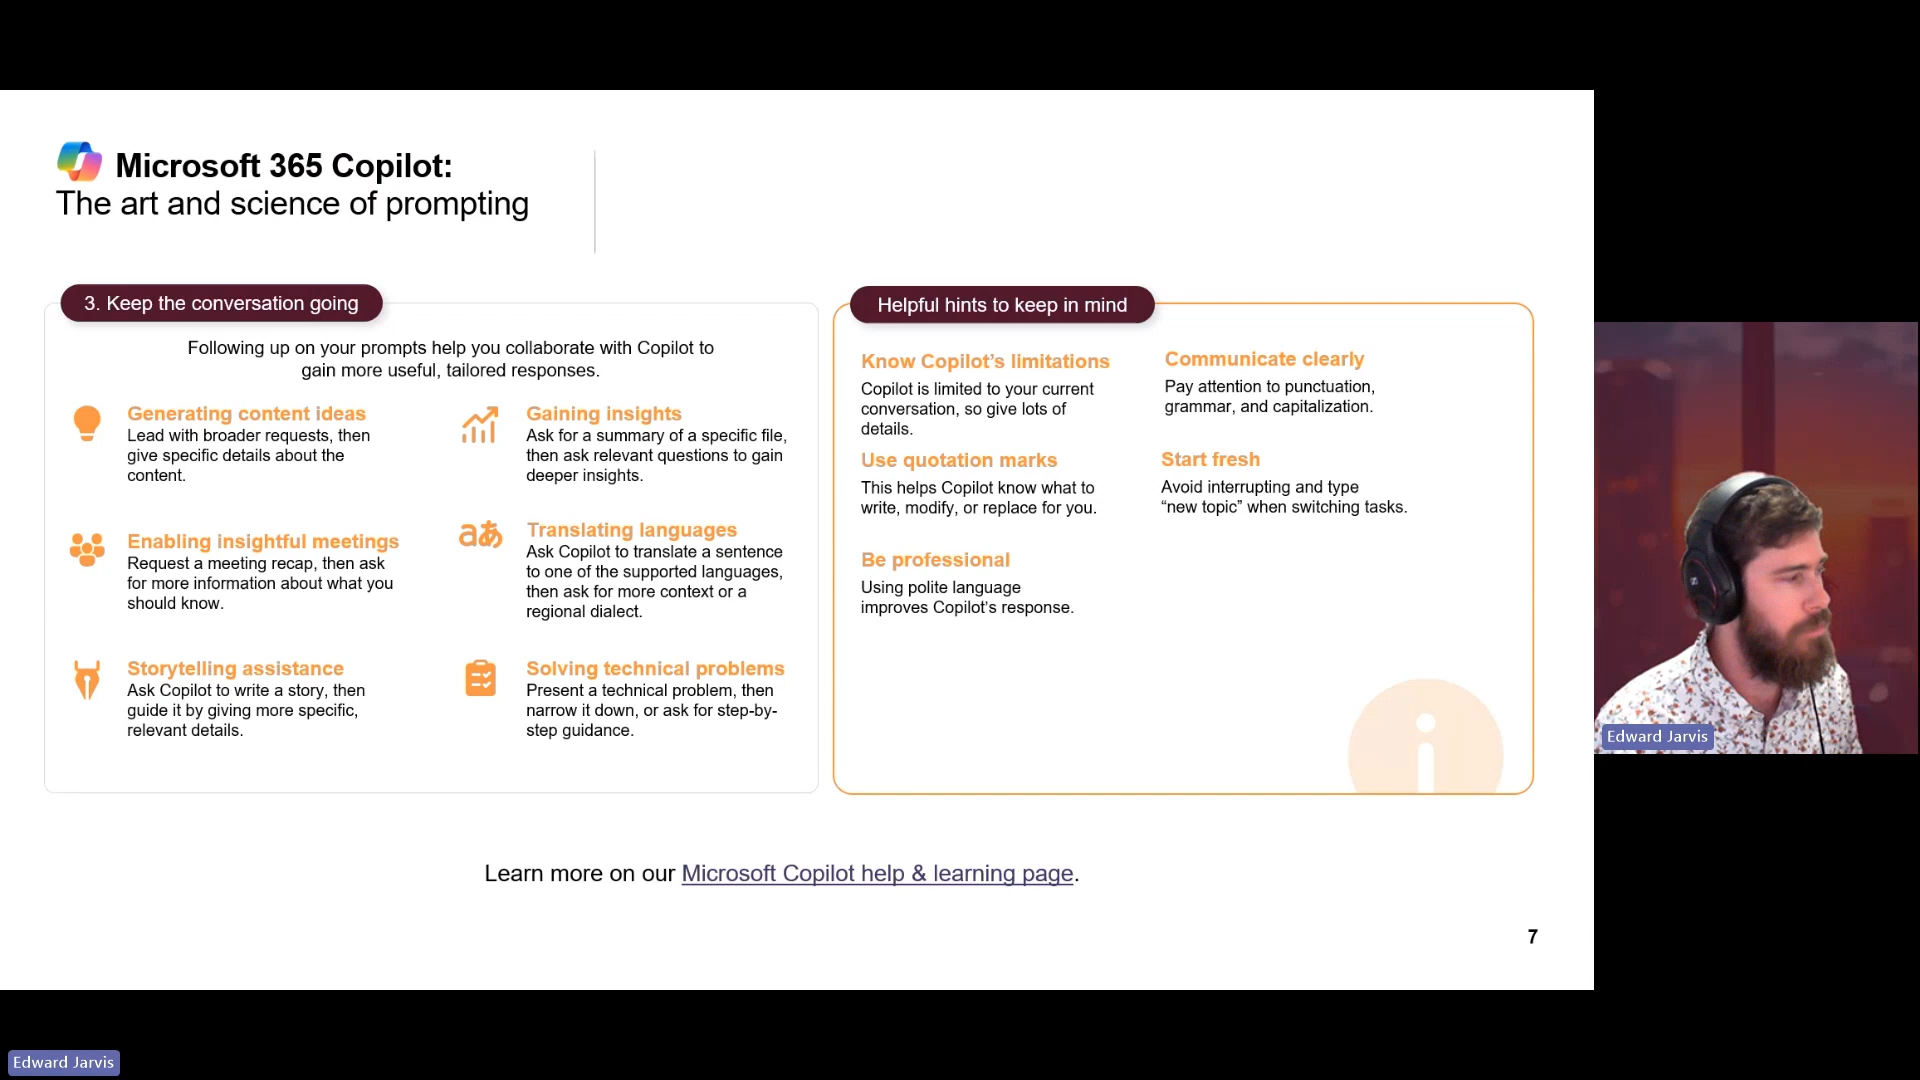 Microsoft 365 Copilot:
The art and science of prompting
3. Keep the conversation going
Following up on your prompts help you collaborate with Copilot to
gain more useful, tailored responses.
Generating content ideas
Lead with broader requests, then
give specific details about the
content.
Enabling insightful meetings
Request a meeting recap, then ask
for more information about what you
should know.
Storytelling assistance
Ask Copilot to write a story, then
guide it by giving more specific,
relevant details.
Gaining insights
Ask for a summary of a specific file,
then ask relevant questions to gain
deeper insights.
aあ
Translating languages
Ask Copilot to translate a sentence
to one of the supported languages,
then ask for more context or a
regional dialect.
Solving technical problems
Present a technical problem, then
narrow it down, or ask for step-by-
step guidance.
Helpful hints to keep in mind
Know Copilot’s limitations
Copilot is limited to your current
conversation, so give lots of
details.
Use quotation marks
This helps Copilot know what to
write, modify, or replace for you.
Be professional
Using polite language
improves Copilot’s response.
Communicate clearly
Pay attention to punctuation,
grammar, and capitalization.
Start fresh
Avoid interrupting and type
“new topic” when switching tasks.
Learn more on our Microsoft Copilot help & learning page.
7
Edward Jarvis
Edward Jarvis